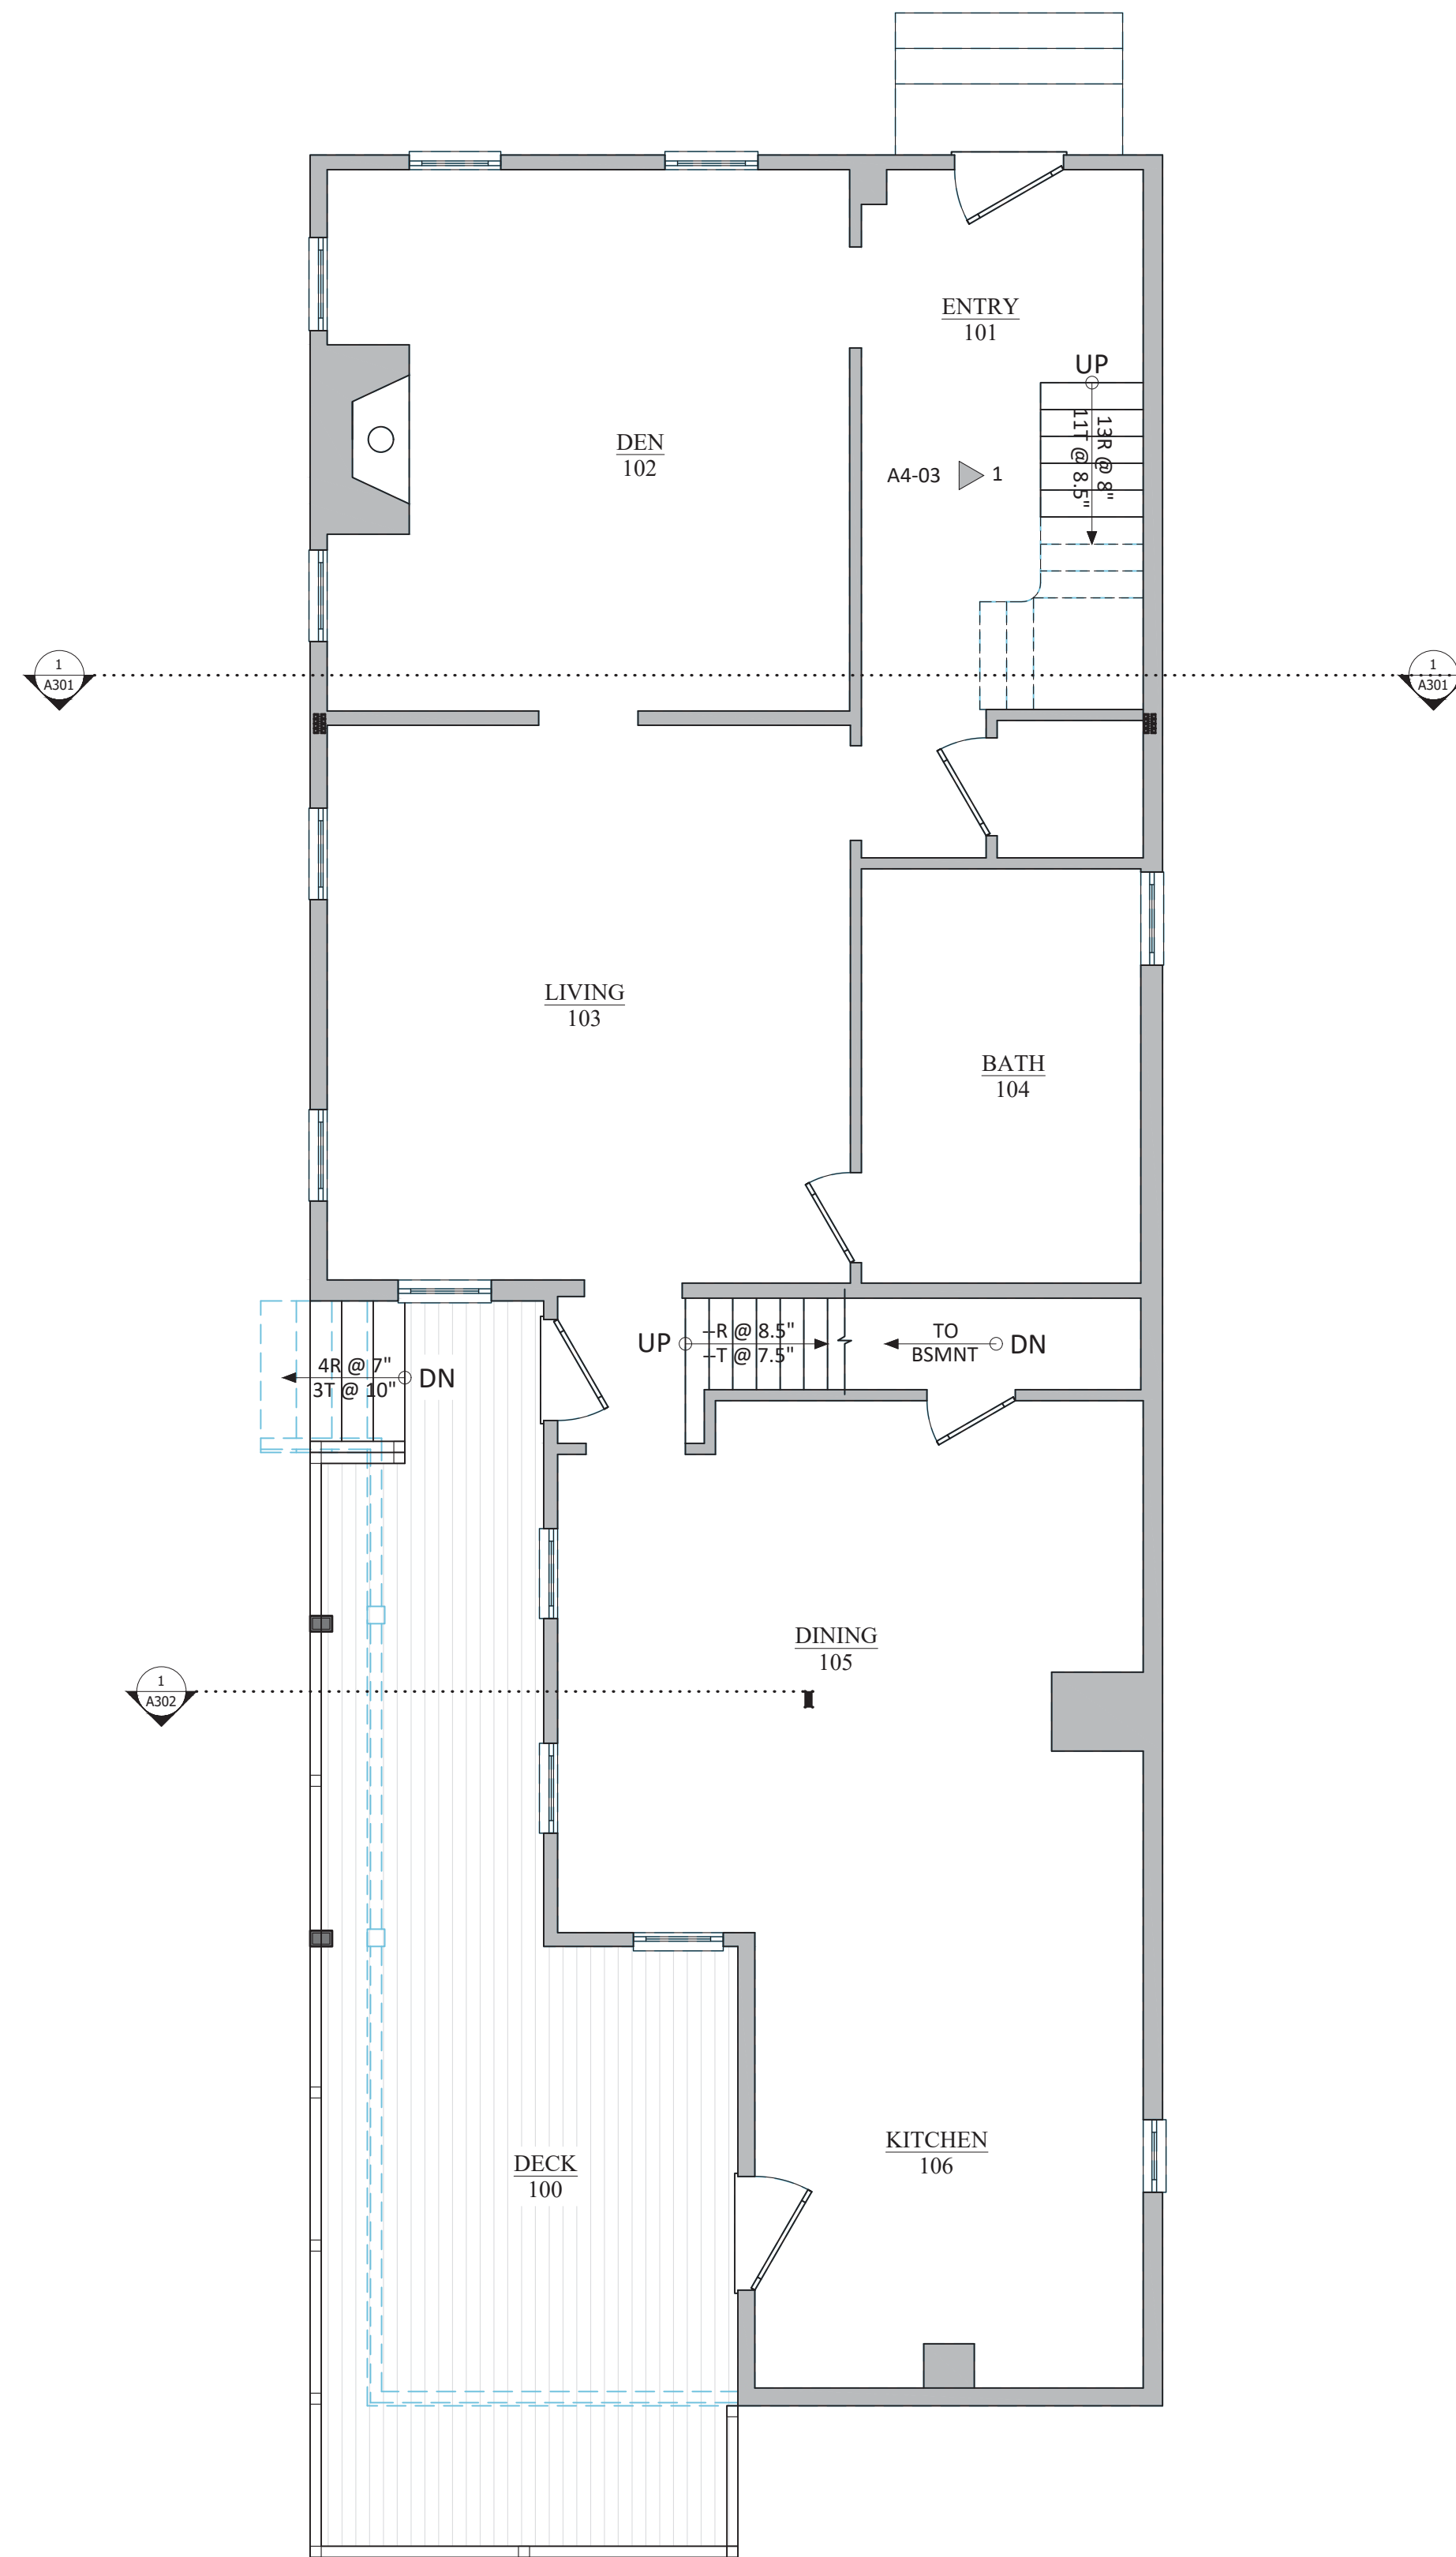 ENTRY
101
UP
13R @ 8"
11T @ 8.5"
DEN
102
A4-03
1
1
A301
1
A301
LIVING
103
BATH
104
UP
–R @ 8.5"
–T @ 7.5"
TO
BSMNT
DN
4R @ 7"
3T @ 10"
DN
DINING
105
1
A302
KITCHEN
106
DECK
100